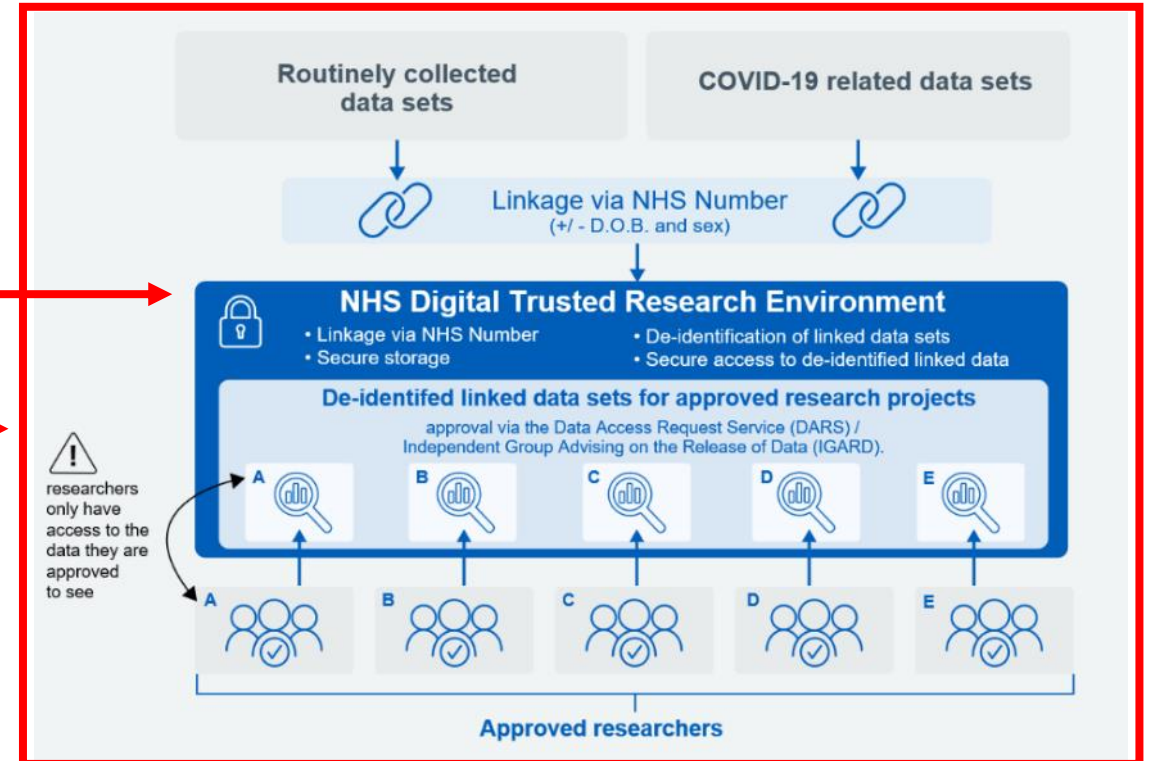 Routinely collected
data sets
COVID-19 related data sets
Linkage via NHS Number
(+/ - D.O.B. and sex)
NHS Digital Trusted Research Environment
• Linkage via NHS Number
• Secure storage
• De-identification of linked data sets
• Secure access to de-identified linked data
De-identifed linked data sets for approved research projects
approval via the Data Access Request Service (DARS) /
Independent Group Advising on the Release of Data (IGARD).
A
B
C
D
E
!
researchers
only have
access to the
data they are
approved
to see
A
B
C
D
E
Approved researchers